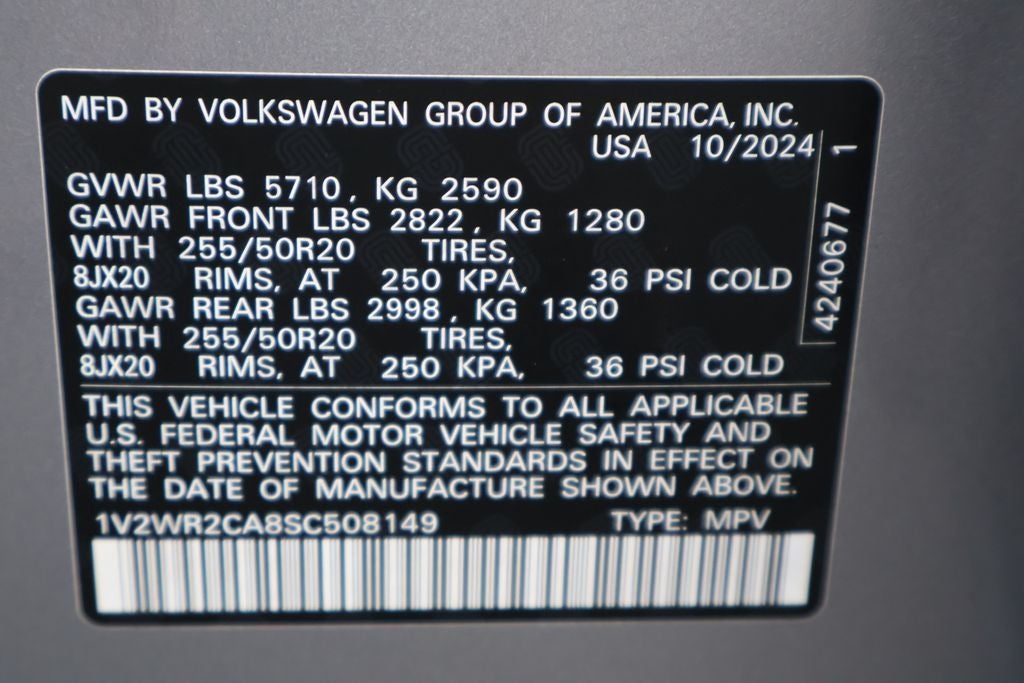 MFD BY VOLKSWAGEN GROUP OF AMERICA, INC.
USA 10/2024
GVWR LBS 5710, KG 2590
GAWR FRONT LBS 2822, KG 1280
WITH 255/50R20 TIRES,
8JX20 RIMS, AT 250 KPA, 36 PSI COLD
GAWR REAR LBS 2998, KG 1360
WITH 255/50R20 TIRES,
8JX20 RIMS, AT 250 KPA, 36 PSI COLD
4240677 1
THIS VEHICLE CONFORMS TO ALL APPLICABLE
U.S. FEDERAL MOTOR VEHICLE SAFETY AND
THEFT PREVENTION STANDARDS IN EFFECT ON
THE DATE OF MANUFACTURE SHOWN ABOVE.
1V2WR2CA8SC508149 TYPE: MPV